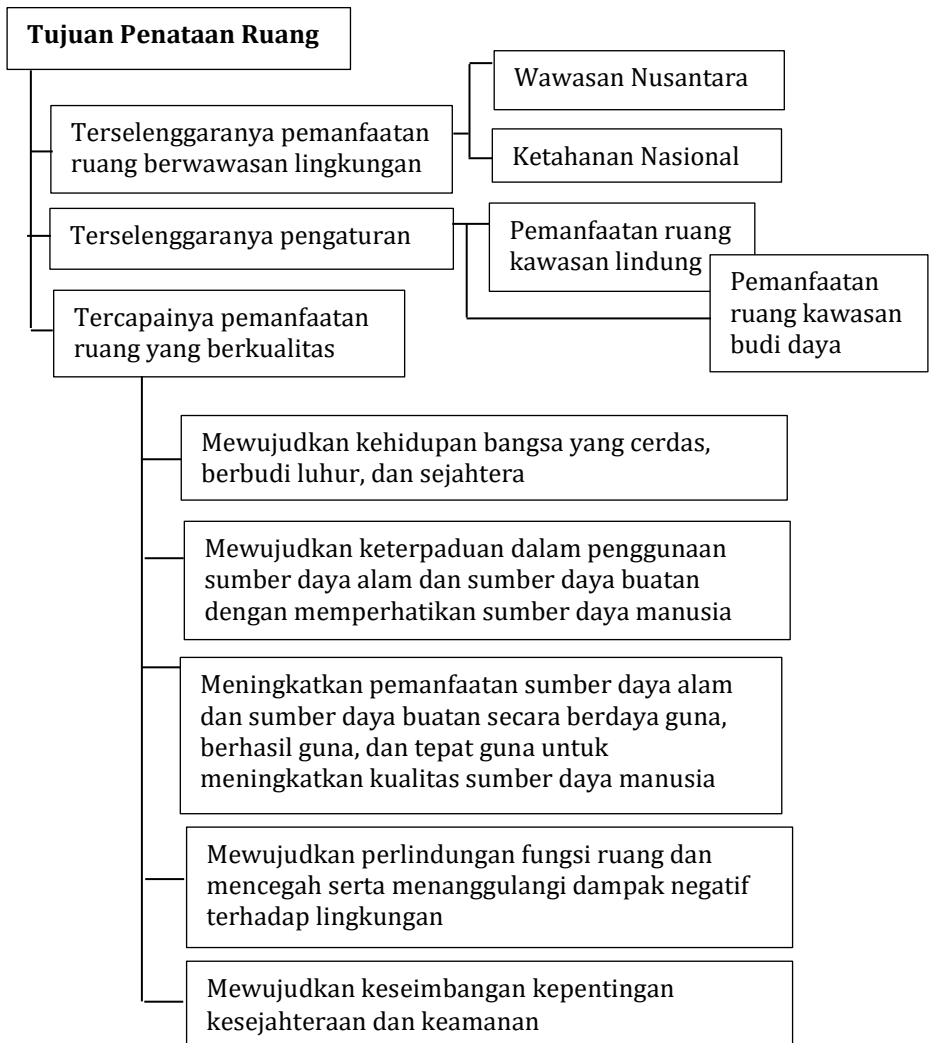 Tujuan Penataan Ruang
Terselenggaranya pemanfaatan
ruang berwawasan lingkungan
Wawasan Nusantara
Ketahanan Nasional
Terselenggaranya pengaturan
Pemanfaatan ruang
kawasan lindung
Pemanfaatan
ruang kawasan
budi daya
Tercapainya pemanfaatan
ruang yang berkualitas
Mewujudkan kehidupan bangsa yang cerdas,
berbudi luhur, dan sejahtera
Mewujudkan keterpaduan dalam penggunaan
sumber daya alam dan sumber daya buatan
dengan memperhatikan sumber daya manusia
Meningkatkan pemanfaatan sumber daya alam
dan sumber daya buatan secara berdaya guna,
berhasil guna, dan tepat guna untuk
meningkatkan kualitas sumber daya manusia
Mewujudkan perlindungan fungsi ruang dan
mencegah serta menanggulangi dampak negatif
terhadap lingkungan
Mewujudkan keseimbangan kepentingan
kesejahteraan dan keamanan